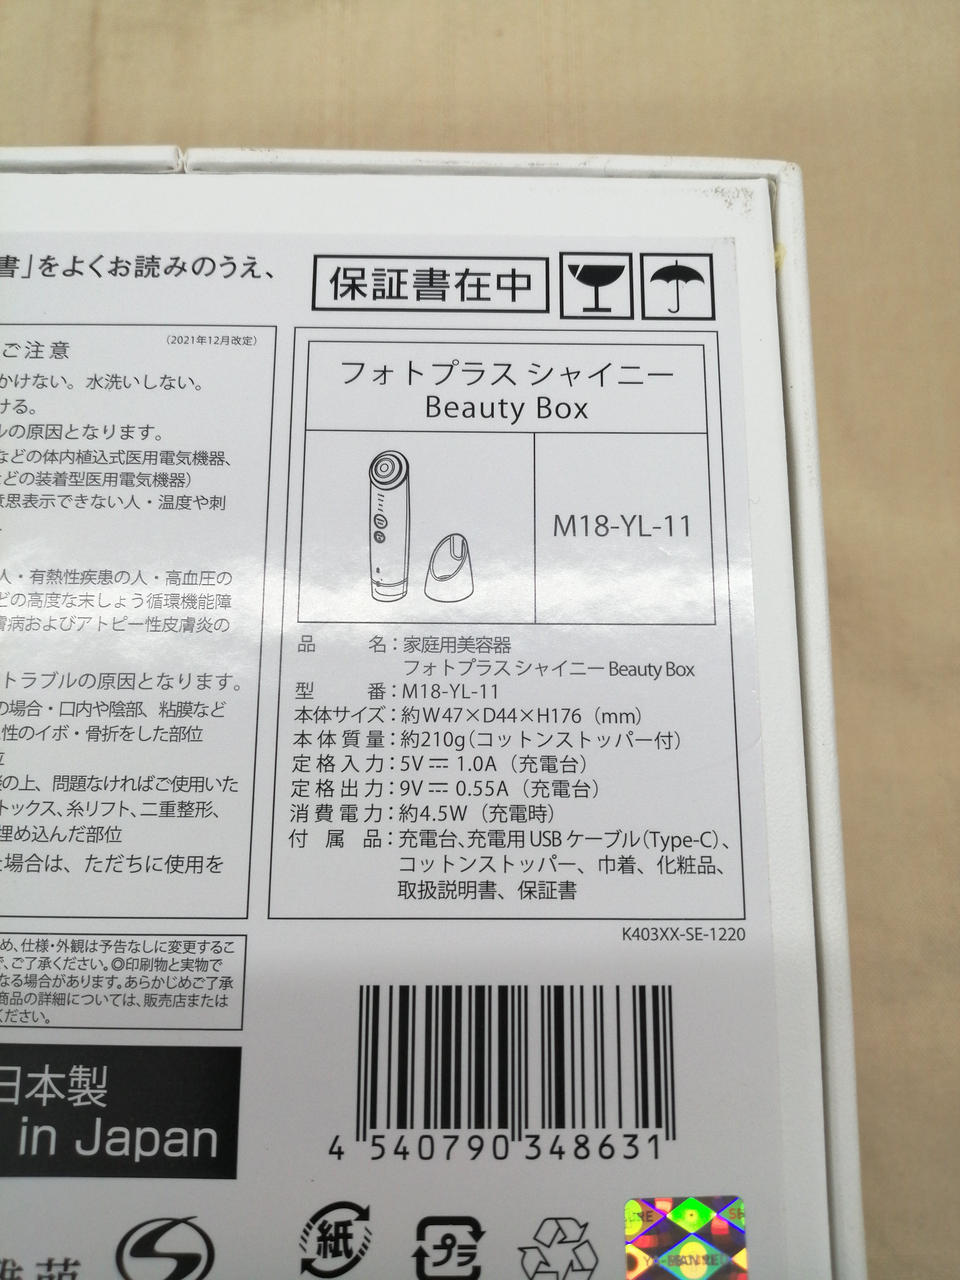 書」をよくお読みのうえ、
保証書在中
ご注意
(2021年12月改定)
かけない。水洗いしない。
ける。
の原因となります。
などの体内植込式医用電気機器、
どの装着型医用電気機器)
意思表示できない人・温度や刺
人・有熱性疾患の人・高血圧の
どの高度な末しょう循環機能障
膚病およびアトピー性皮膚炎の
トラブルの原因となります。
の場合・口内や陰部、粘膜など
性のイボ・骨折をした部位
位
の上、問題なければご使用いた
トックス、糸リフト、二重整形、
埋め込んだ部位
た場合は、ただちに使用を
フォトプラス シャイニー
Beauty Box
M18-YL-11
品名:家庭用美容器
フォトプラス シャイニー Beauty Box
型番:M18-YL-11
本体サイズ:約W47×D44×H176(mm)
本体質量:約210g(コットンストッパー付)
定格入力:5V⎓1.0A(充電台)
定格出力:9V⎓0.55A(充電台)
消費電力:約4.5W(充電時)
付属品:充電台、充電用USBケーブル(Type-C)、
コットンストッパー、巾着、化粧品、
取扱説明書、保証書
K403XX-SE-1220
め、仕様・外観は予告なしに変更するこ
、ご了承ください。◎印刷物と実物で
なる場合があります。あらかじめご了承
商品の詳細については、販売店または
ください。
日本製
in Japan
4 540790 348631
紙
プラ